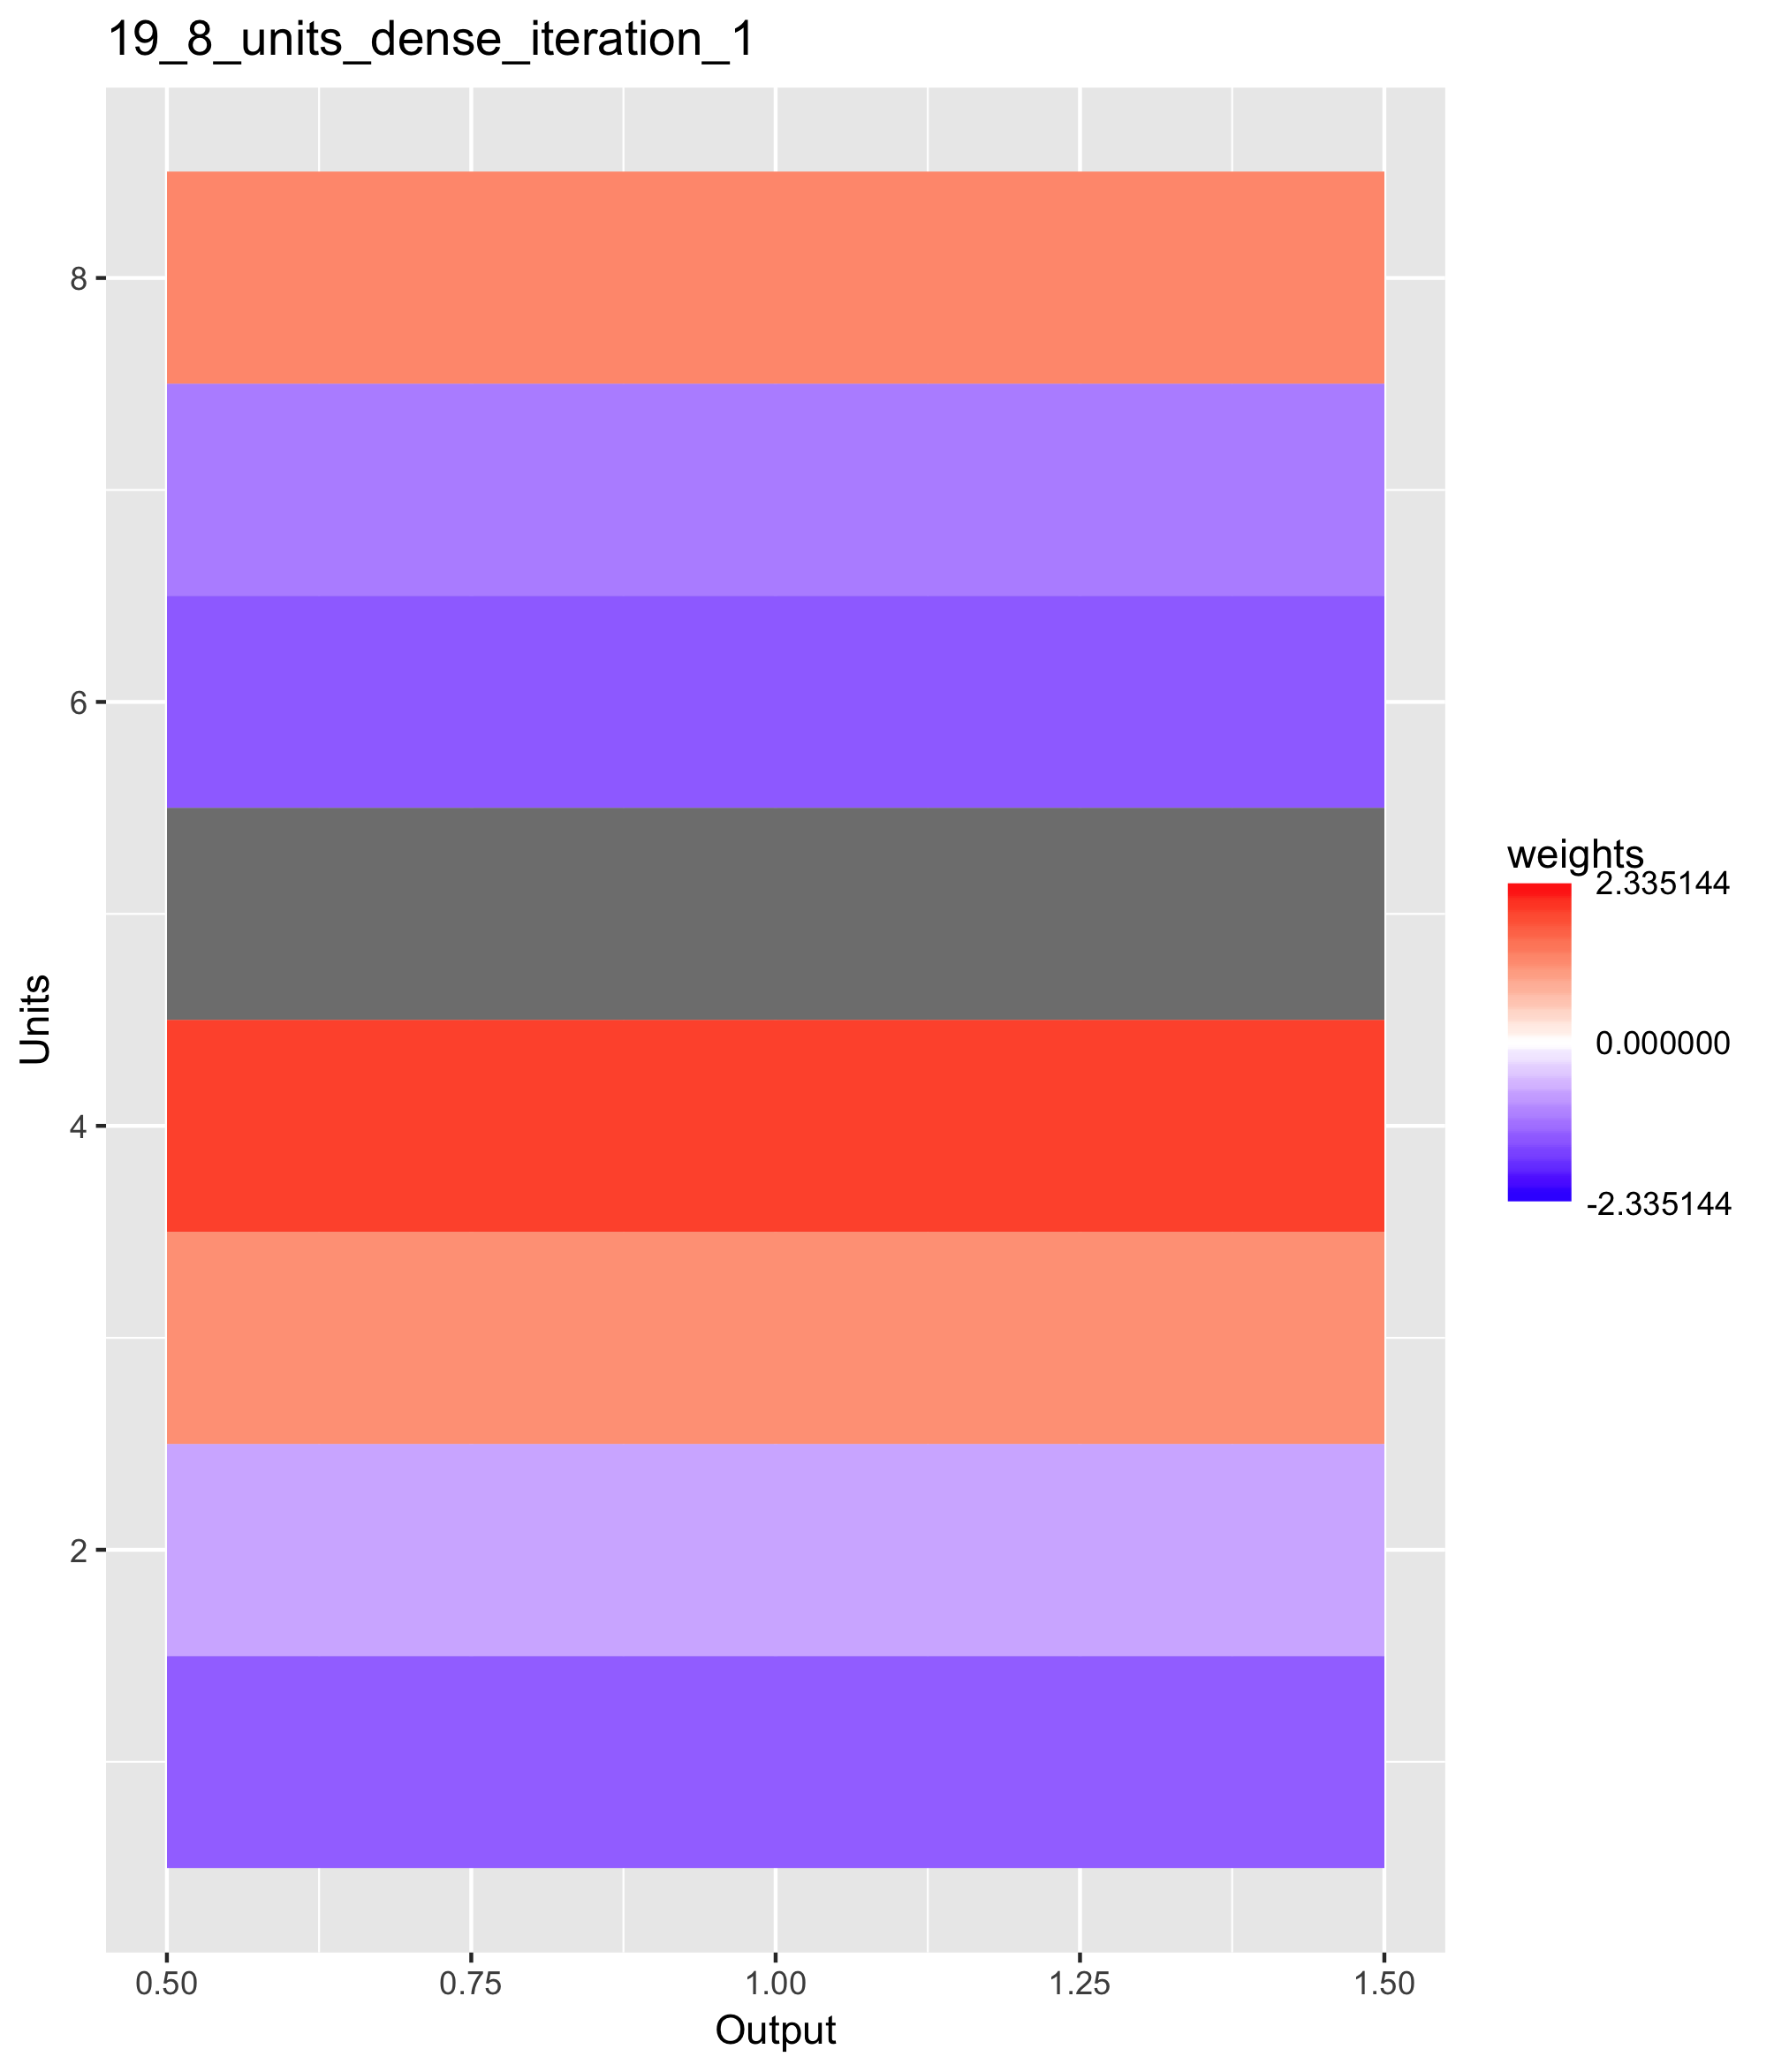 19_8_units_dense_iteration_1
8
6
4
2
Units
0.50 0.75 1.00 1.25 1.50
Output
weights
2.335144
0.000000
-2.335144